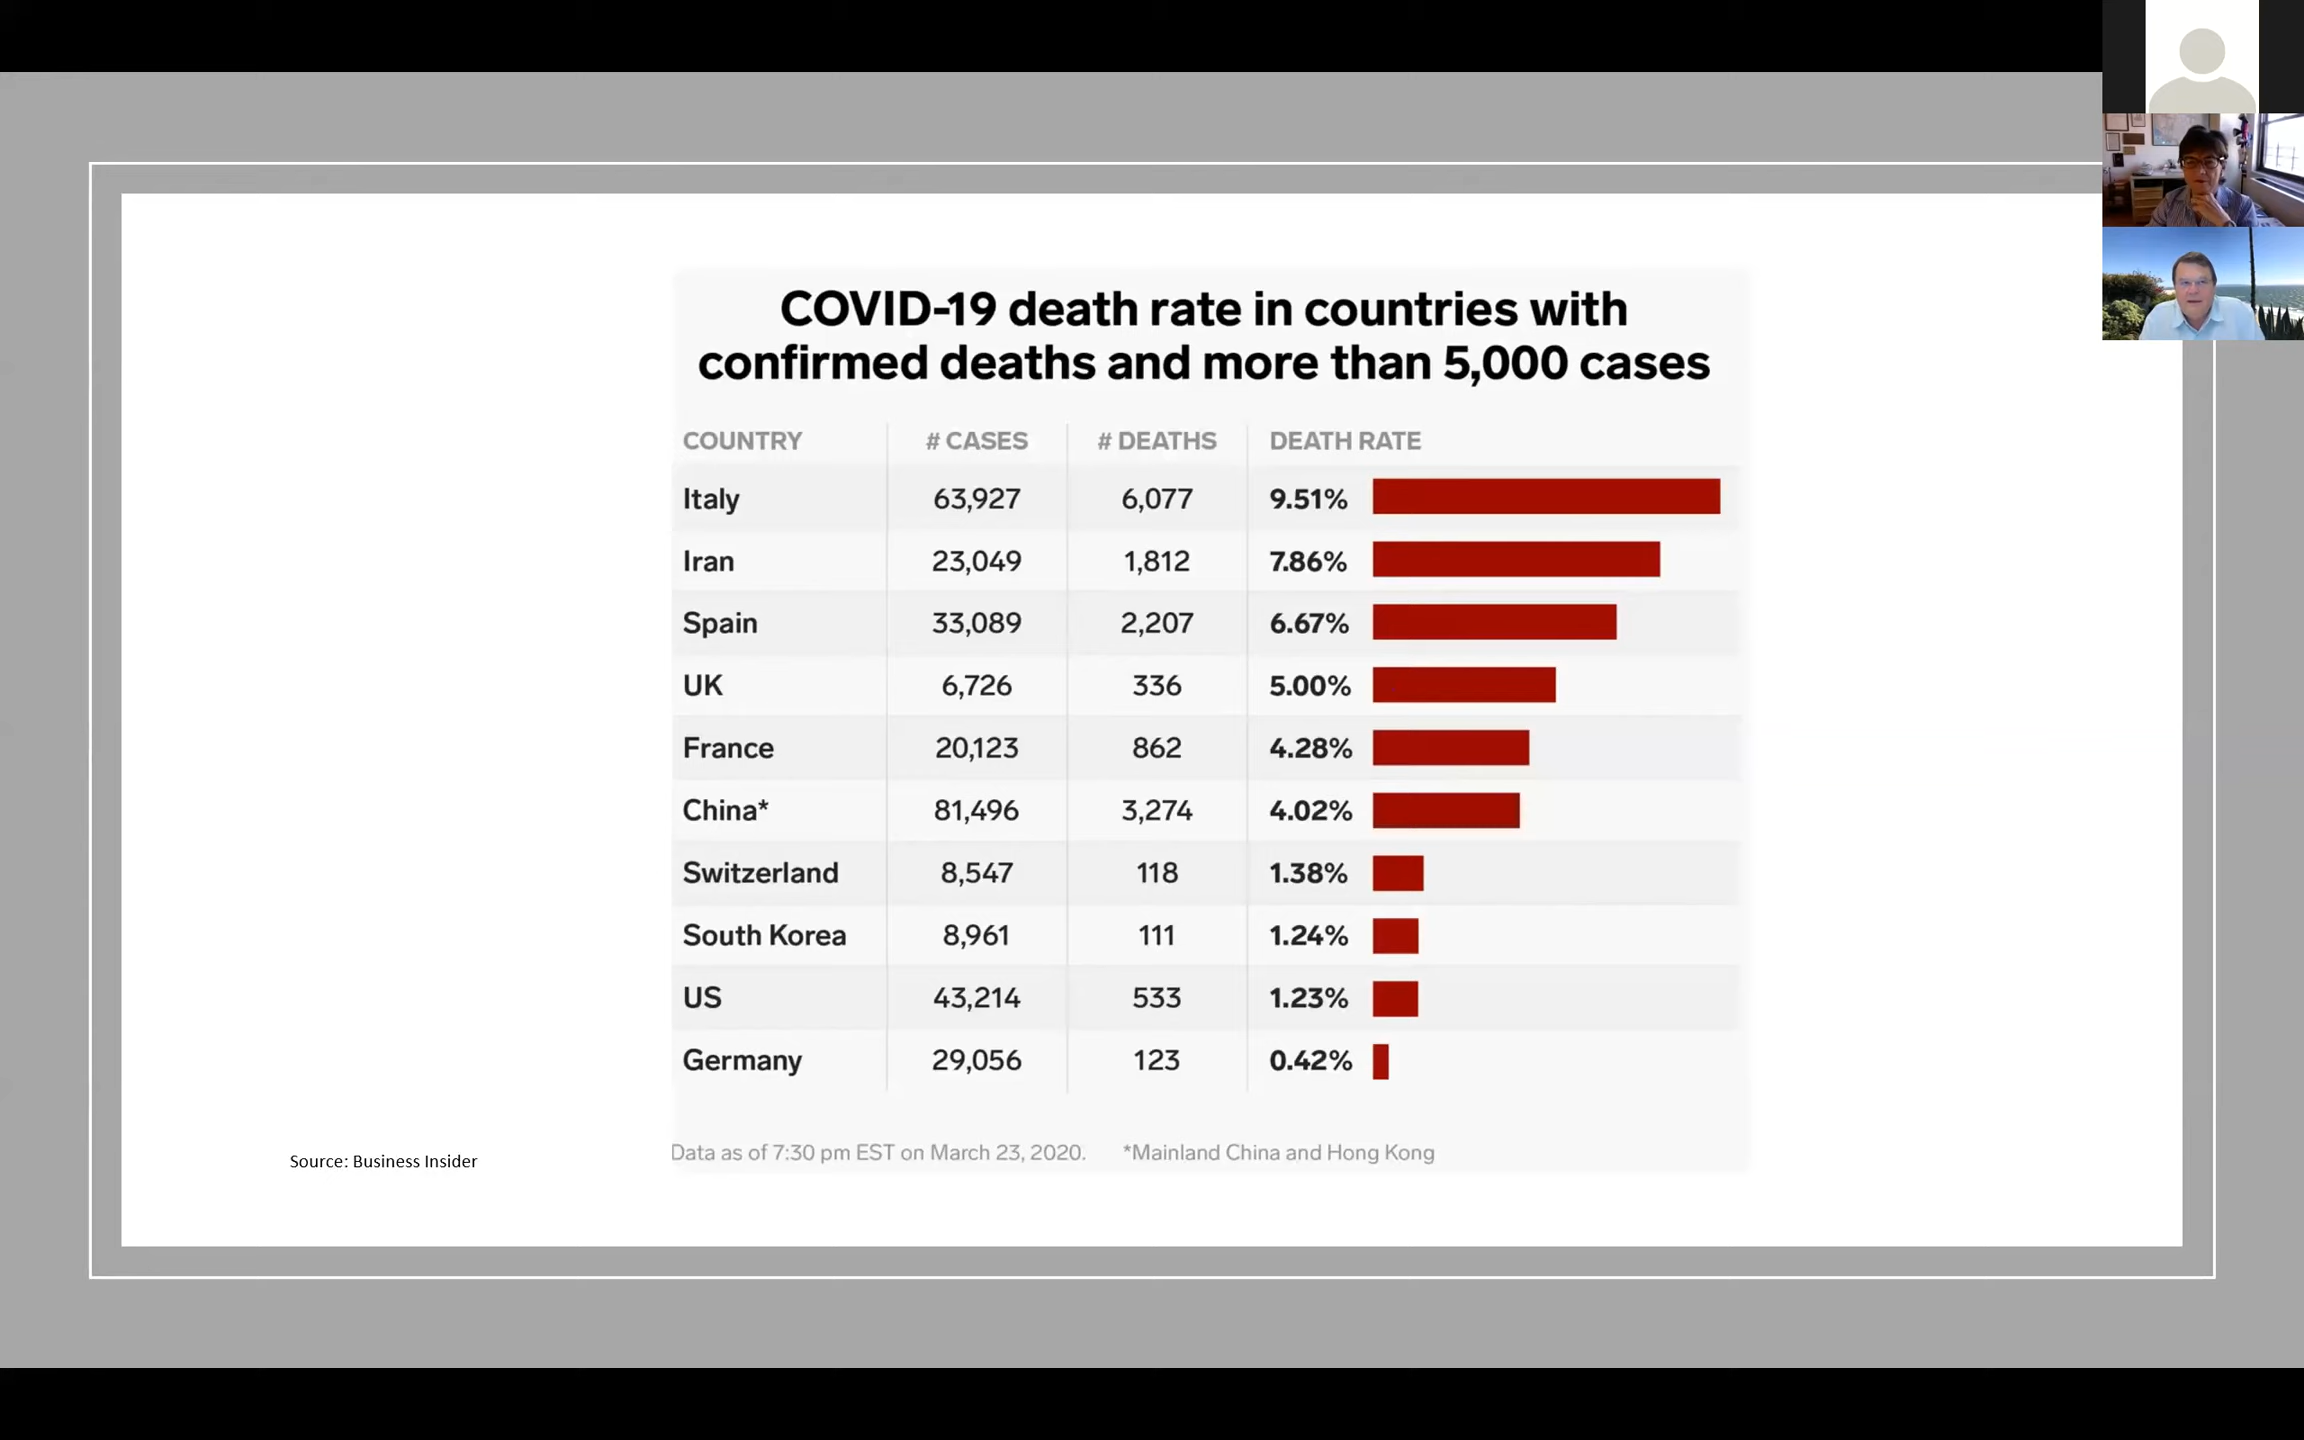 COVID-19 death rate in countries with
confirmed deaths and more than 5,000 cases
COUNTRY # CASES # DEATHS DEATH RATE
Italy 63,927 6,077 9.51%
Iran 23,049 1,812 7.86%
Spain 33,089 2,207 6.67%
UK 6,726 336 5.00%
France 20,123 862 4.28%
China* 81,496 3,274 4.02%
Switzerland 8,547 118 1.38%
South Korea 8,961 111 1.24%
US 43,214 533 1.23%
Germany 29,056 123 0.42%
Data as of 7:30 pm EST on March 23, 2020. *Mainland China and Hong Kong
Source: Business Insider